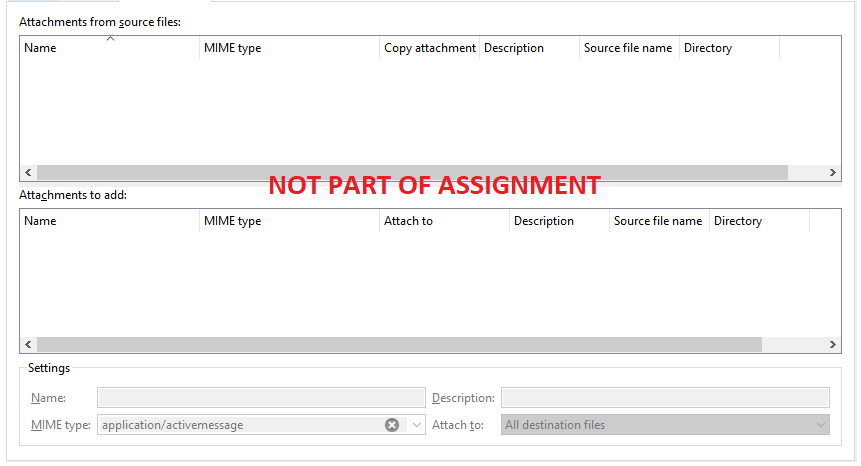 Attachments from source files:
Name MIME type Copy attachment Description Source file name Directory
NOT PART OF ASSIGNMENT
Attachments to add:
Name MIME type Attach to Description Source file name Directory
Settings
Name: Description:
MIME type: application/activemessage Attach to: All destination files